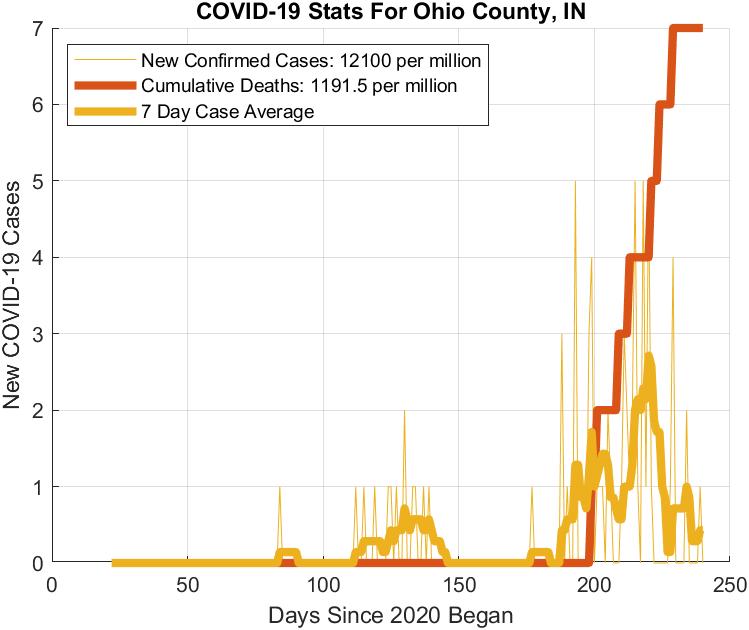 COVID-19 Stats For Ohio County, IN
7
6
5
4
3
2
1
0
New COVID-19 Cases
New Confirmed Cases: 12100 per million
Cumulative Deaths: 1191.5 per million
7 Day Case Average
0 50 100 150 200 250
Days Since 2020 Began